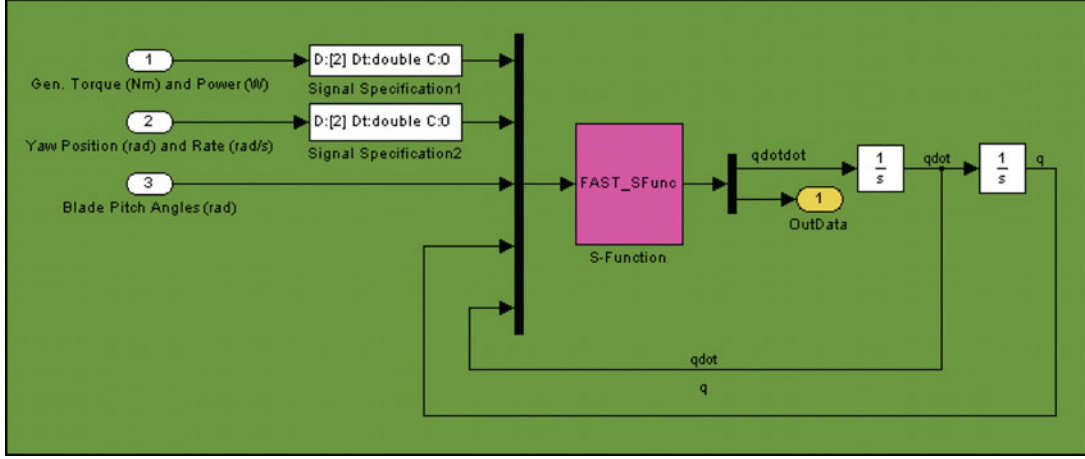 1
D:[2] Dt:double C:0
Gen. Torque (Nm) and Power (W)
Signal Specification1
2
D:[2] Dt:double C:0
Yaw Position (rad) and Rate (rad/s)
Signal Specification2
3
Blade Pitch Angles (rad)
FAST_SFunc
S-Function
qdotdot
1
s
qdot
1
s
q
1
OutData
qdot
q